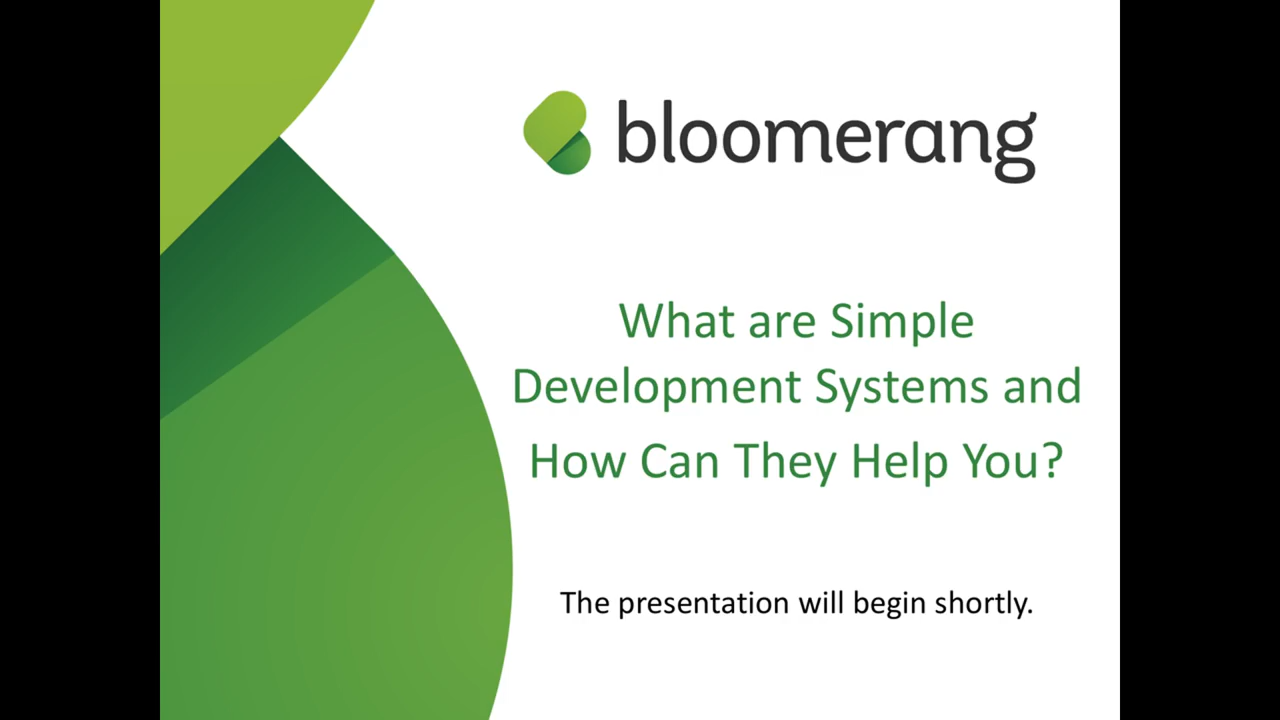 bloomerang
What are Simple
Development Systems and
How Can They Help You?
The presentation will begin shortly.